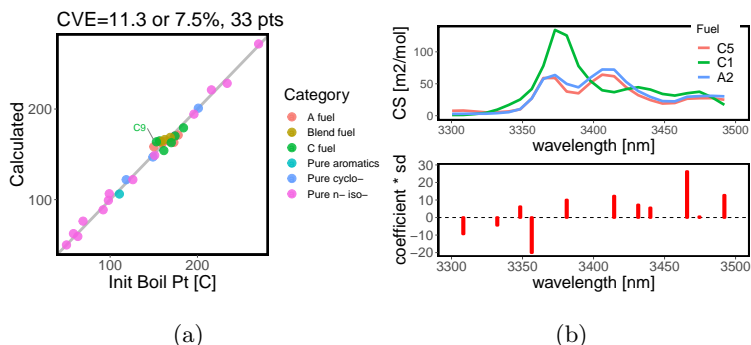 CVE=11.3 or 7.5%, 33 pts
Calculated
200
100
C9
100
200
Init Boil Pt [C]
Category
A fuel
Blend fuel
C fuel
Pure aromatics
Pure cyclo−
Pure n− iso−
(a)
CS [m2/mol]
100
50
0
Fuel
C5
C1
A2
3300
3350
3400
3450
3500
wavelength [nm]
coefficient * sd
30
20
10
0
−10
−20
3300
3350
3400
3450
3500
wavelength [nm]
(b)